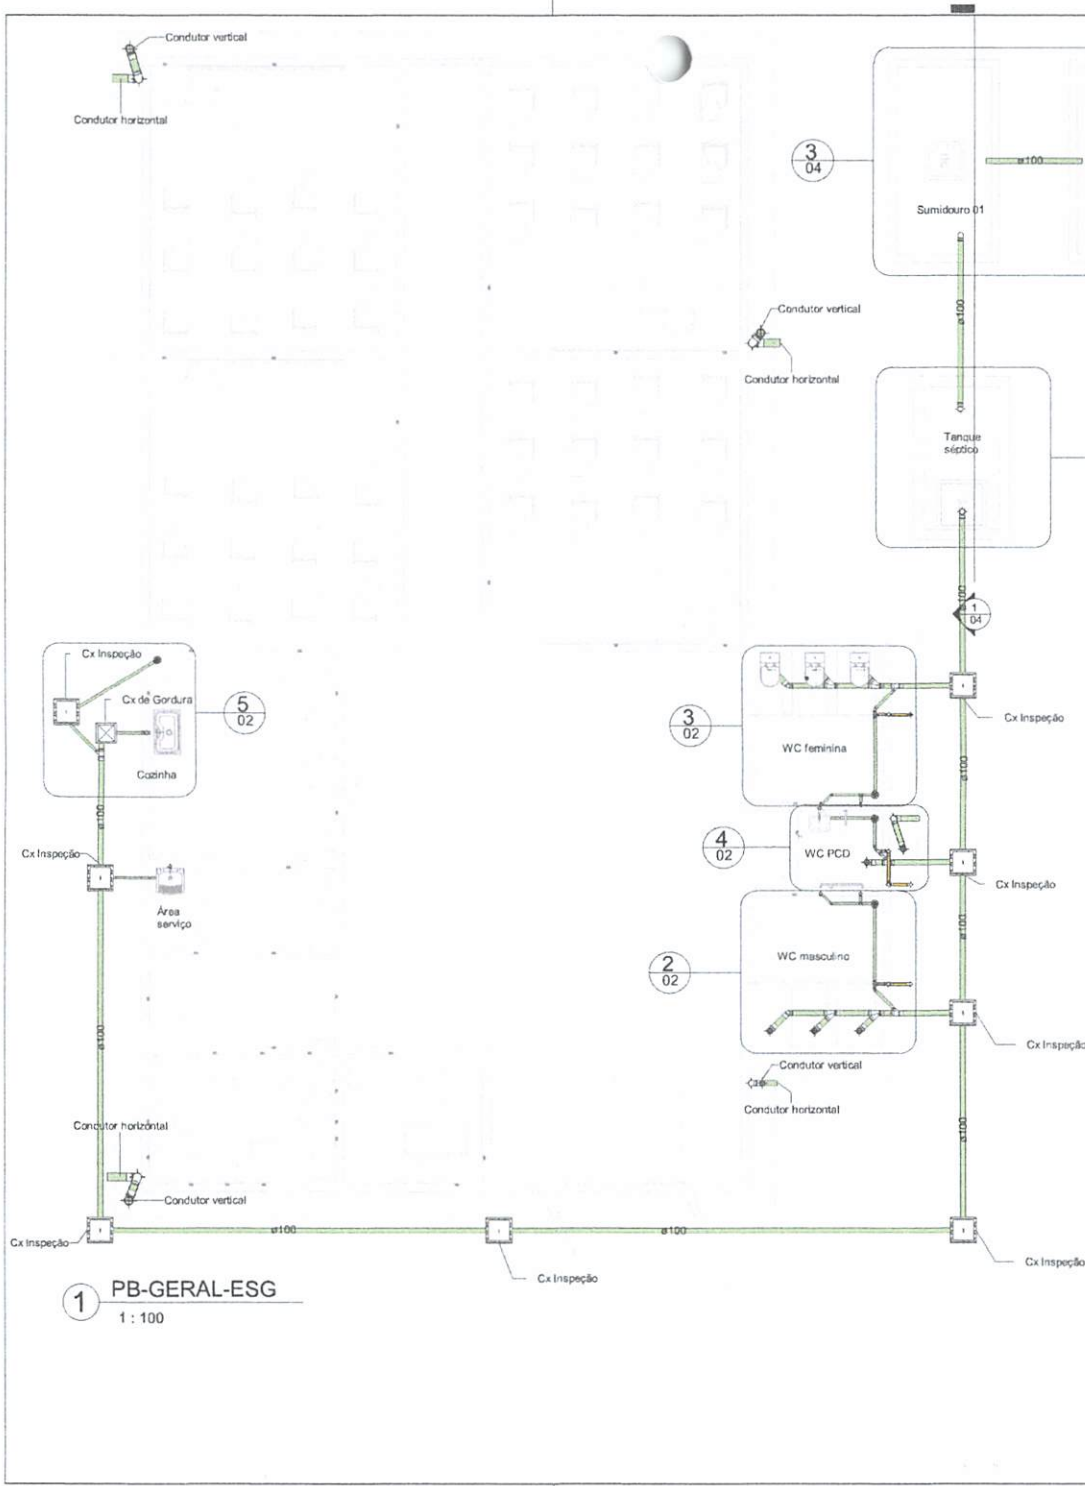 Condutor vertical
Condutor horizontal
3
04
ø100
Sumidouro 01
ø100
Condutor vertical
Condutor horizontal
Tanque
séptico
ø100
1
04
Cx Inspeção
Cx de Gordura
Cozinha
5
02
ø100
3
02
WC feminina
Cx Inspeção
ø100
Cx Inspeção
Área
serviço
4
02
WC PCD
Cx Inspeção
ø100
2
02
WC masculino
Cx Inspeção
ø100
Condutor vertical
Condutor horizontal
ø100
Condutor horizontal
Condutor vertical
Cx Inspeção
ø100
ø100
Cx Inspeção
Cx Inspeção
1
PB-GERAL-ESG
1 : 100